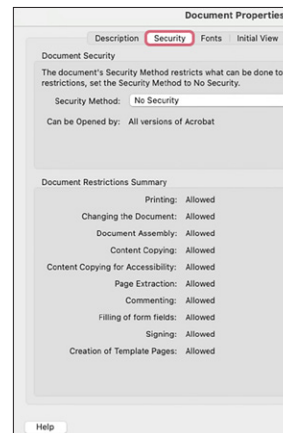 Document Properties
Description Security Fonts Initial View
Document Security
The document's Security Method restricts what can be done to
restrictions, set the Security Method to No Security.
Security Method: No Security
Can be Opened by: All versions of Acrobat
Document Restrictions Summary
Printing: Allowed
Changing the Document: Allowed
Document Assembly: Allowed
Content Copying: Allowed
Content Copying for Accessibility: Allowed
Page Extraction: Allowed
Commenting: Allowed
Filling of form fields: Allowed
Signing: Allowed
Creation of Template Pages: Allowed
Help